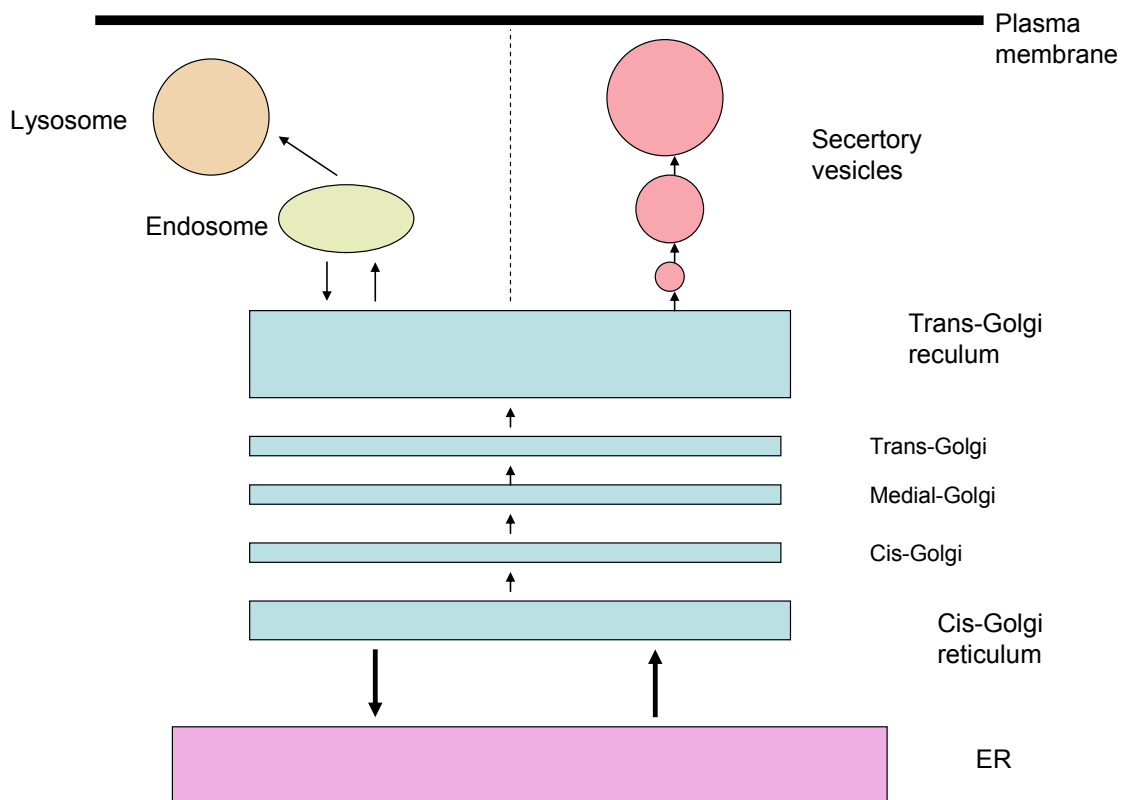 Plasma
membrane
Lysosome
Secertory
vesicles
Endosome
Trans-Golgi
reculum
Trans-Golgi
Medial-Golgi
Cis-Golgi
Cis-Golgi
reticulum
ER